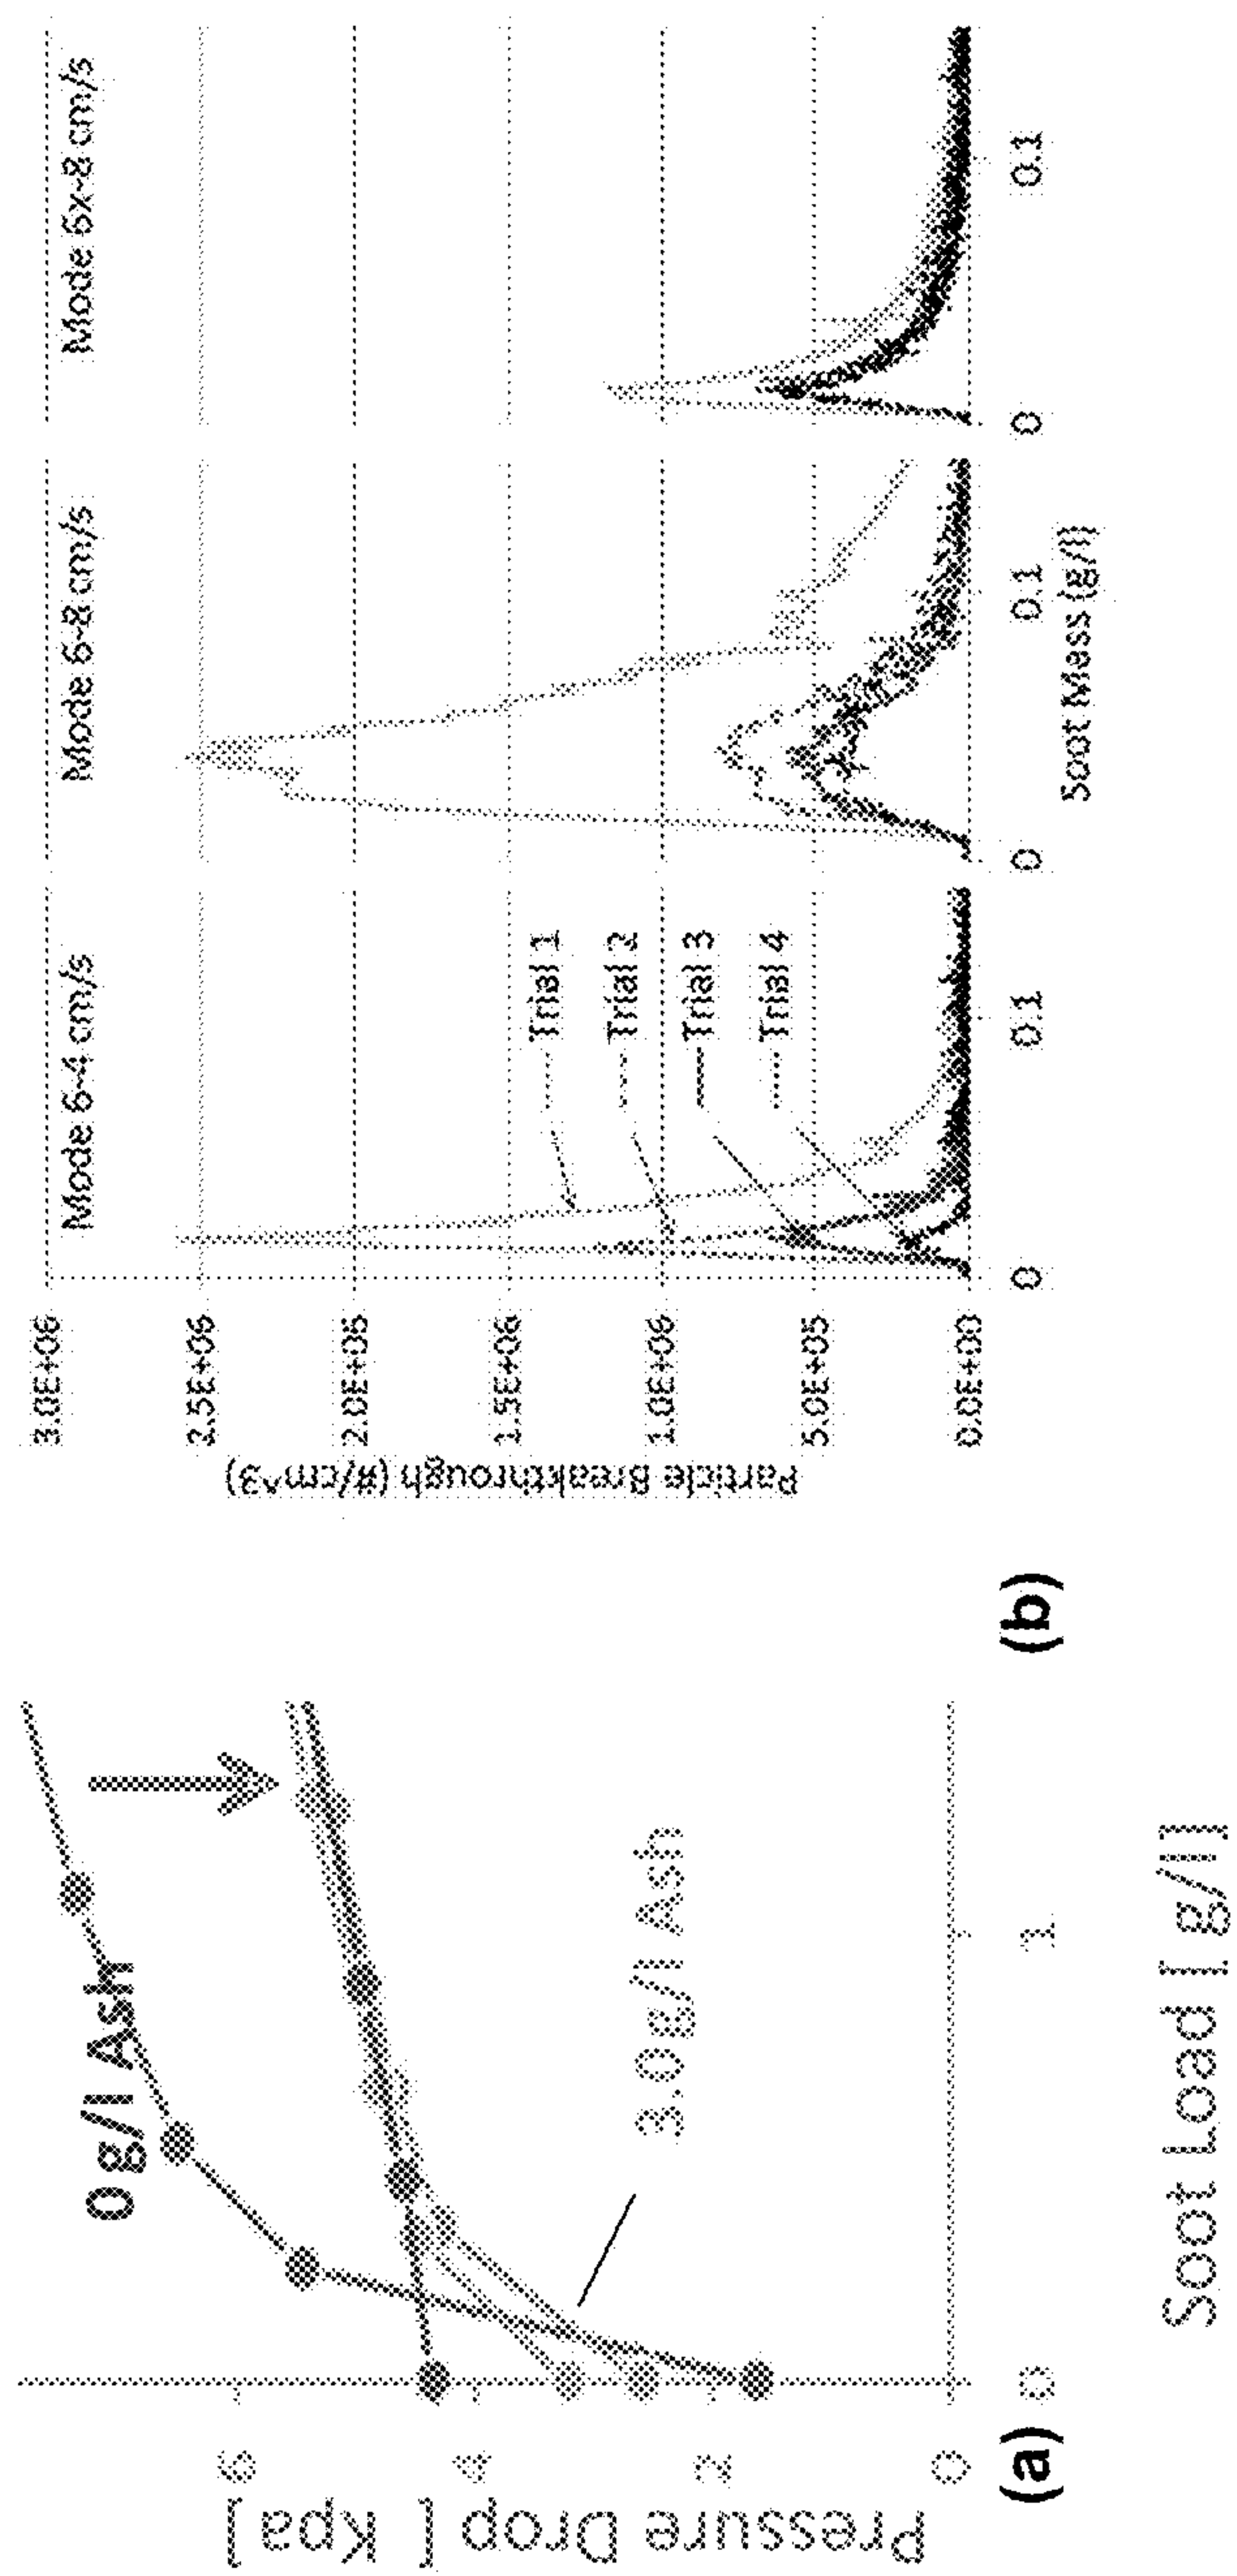 Pressure Drop [ Kpa]
6
4
2
0
0 g/l Ash
3.0g/l Ash
0
1
Soot Load [ g/l]
(a)
Particle Breakthrough (#/cm^3)
3.0E+06
2.5E+06
2.0E+06
1.5E+06
1.0E+06
5.0E+05
0.0E+00
Mode 6-4 cm/s
Mode 6-8 cm/s
Mode 6x-8 cm/s
Trial 1
Trial 2
Trial 3
Trial 4
0
0.1
0
0.1
0
0.1
Soot Mass (g/l)
(b)